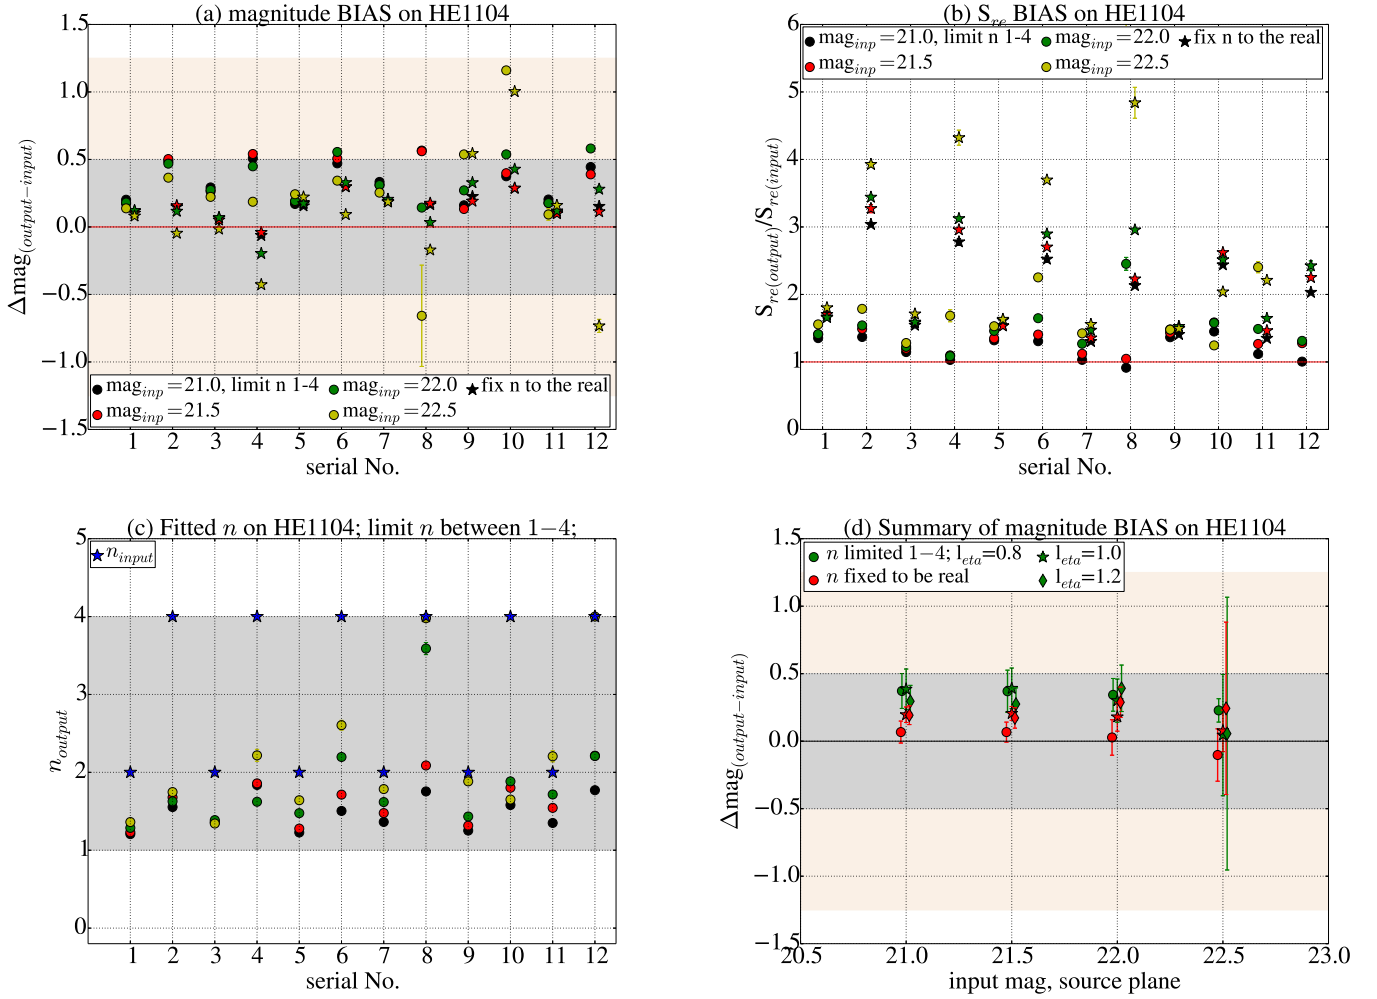 (a) magnitude BIAS on HE1104
1.5
1.0
0.5
0.0
−0.5
−1.0
−1.5
Δmag(output−input)
mag_inp=21.0, limit n 1-4
mag_inp=22.0
fix n to the real
mag_inp=21.5
mag_inp=22.5
1 2 3 4 5 6 7 8 9 10 11 12
serial No.
(b) S_re BIAS on HE1104
6
5
4
3
2
1
0
S_re(output)/S_re(input)
mag_inp=21.0, limit n 1-4
mag_inp=22.0
fix n to the real
mag_inp=21.5
mag_inp=22.5
1 2 3 4 5 6 7 8 9 10 11 12
serial No.
(c) Fitted n on HE1104; limit n between 1−4;
5
4
3
2
1
0
n_output
n_input
1 2 3 4 5 6 7 8 9 10 11 12
serial No.
(d) Summary of magnitude BIAS on HE1104
1.5
1.0
0.5
0.0
−0.5
−1.0
−1.5
Δmag(output−input)
n limited 1−4; l_eta=0.8
l_eta=1.0
n fixed to be real
l_eta=1.2
20.5 21.0 21.5 22.0 22.5 23.0
input mag, source plane